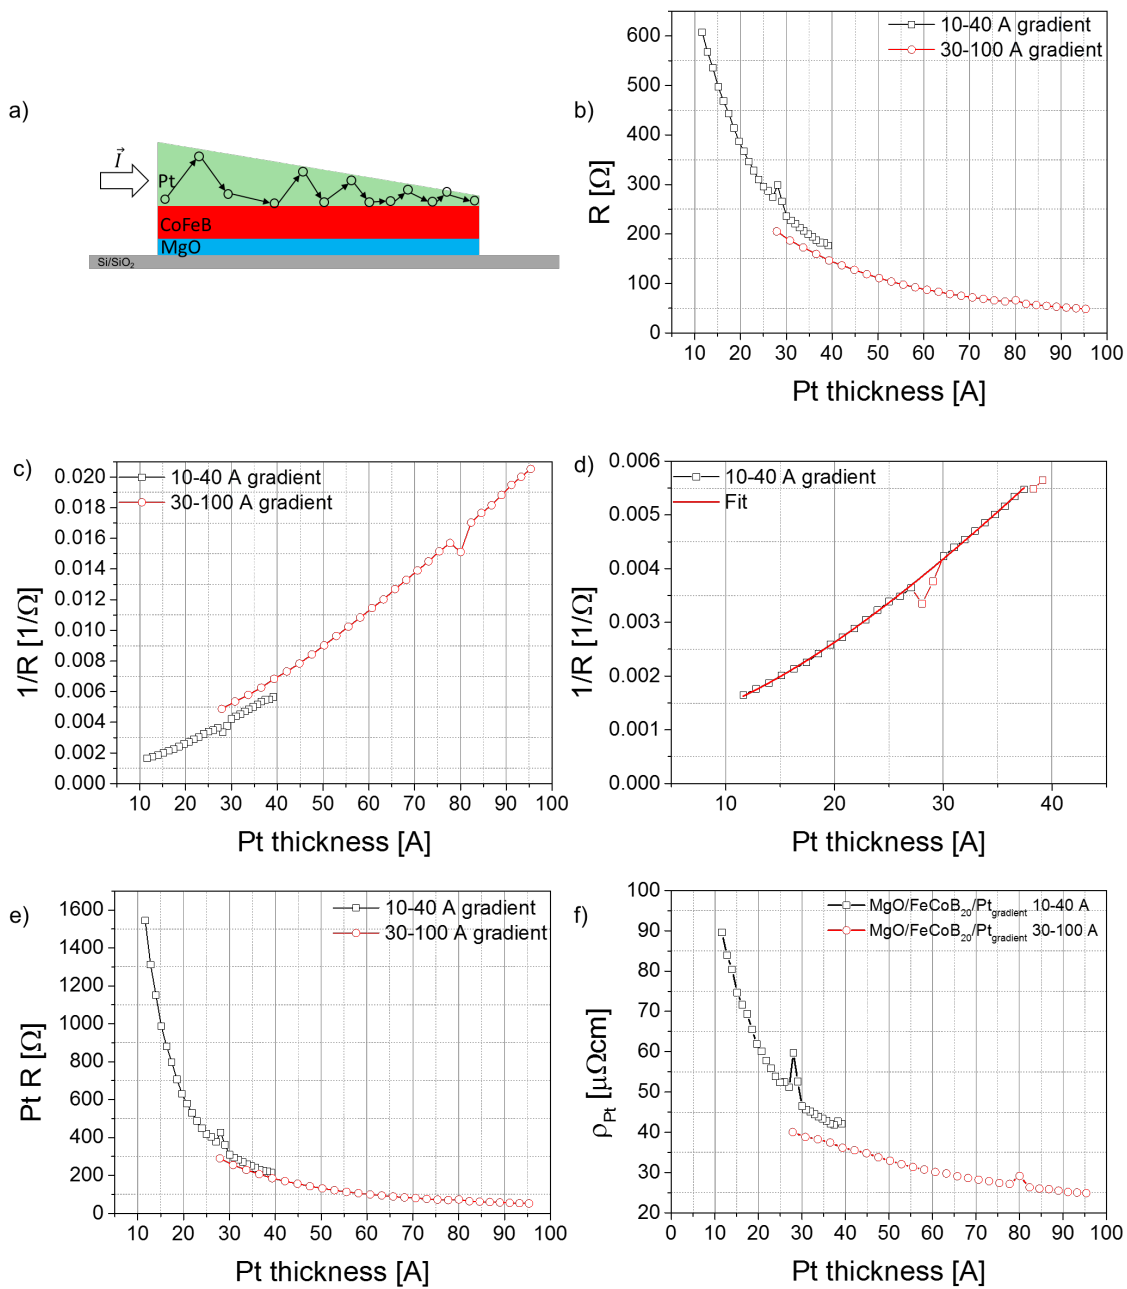 a)
I
Pt
CoFeB
MgO
Si/SiO2
b)
10-40 A gradient
30-100 A gradient
600
500
400
300
200
100
0
R [Ω]
10 20 30 40 50 60 70 80 90 100
Pt thickness [A]
c)
10-40 A gradient
30-100 A gradient
0.020
0.018
0.016
0.014
0.012
0.010
0.008
0.006
0.004
0.002
0.000
1/R [1/Ω]
10 20 30 40 50 60 70 80 90 100
Pt thickness [A]
d)
10-40 A gradient
Fit
0.006
0.005
0.004
0.003
0.002
0.001
0.000
1/R [1/Ω]
10 20 30 40
Pt thickness [A]
e)
10-40 A gradient
30-100 A gradient
1600
1400
1200
1000
800
600
400
200
0
Pt R [Ω]
0 10 20 30 40 50 60 70 80 90 100
Pt thickness [A]
f)
MgO/FeCoB20/Ptgradient 10-40 A
MgO/FeCoB20/Ptgradient 30-100 A
100
90
80
70
60
50
40
30
20
ρPt [μΩcm]
0 10 20 30 40 50 60 70 80 90 100
Pt thickness [A]